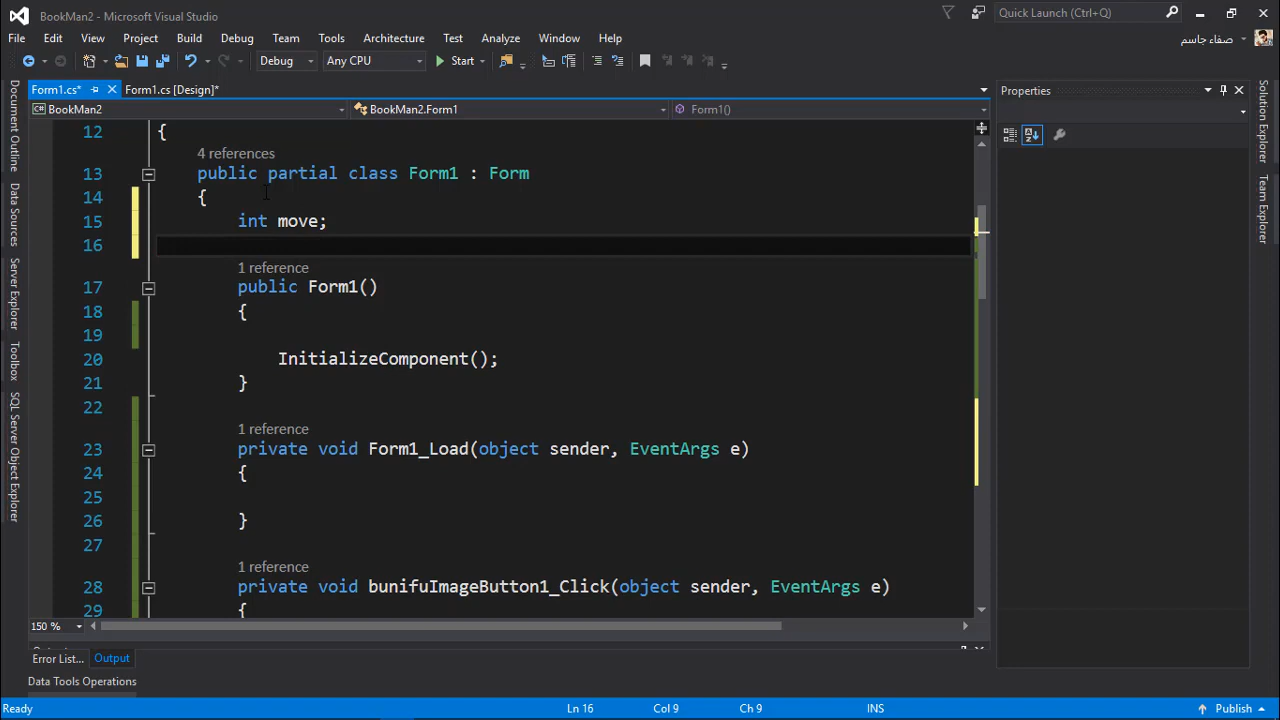 BookMan2 - Microsoft Visual Studio
Quick Launch (Ctrl+Q)
File Edit View Project Build Debug Team Tools Architecture Test Analyze Window Help
صفاء جاسم
Debug Any CPU Start
Form1.cs* Form1.cs [Design]*
BookMan2 BookMan2.Form1 Form1()
Properties
Document Outline
Data Sources
Server Explorer
Toolbox
SQL Server Object Explorer
12 {
4 references
13 public partial class Form1 : Form
14 {
15 int move;
16
1 reference
17 public Form1()
18 {
19
20 InitializeComponent();
21 }
22
1 reference
23 private void Form1_Load(object sender, EventArgs e)
24 {
25
26 }
27
1 reference
28 private void bunifuImageButton1_Click(object sender, EventArgs e)
29 {
150 %
Solution Explorer
Team Explorer
Error List... Output
Data Tools Operations
Ready Ln 16 Col 9 Ch 9 INS Publish